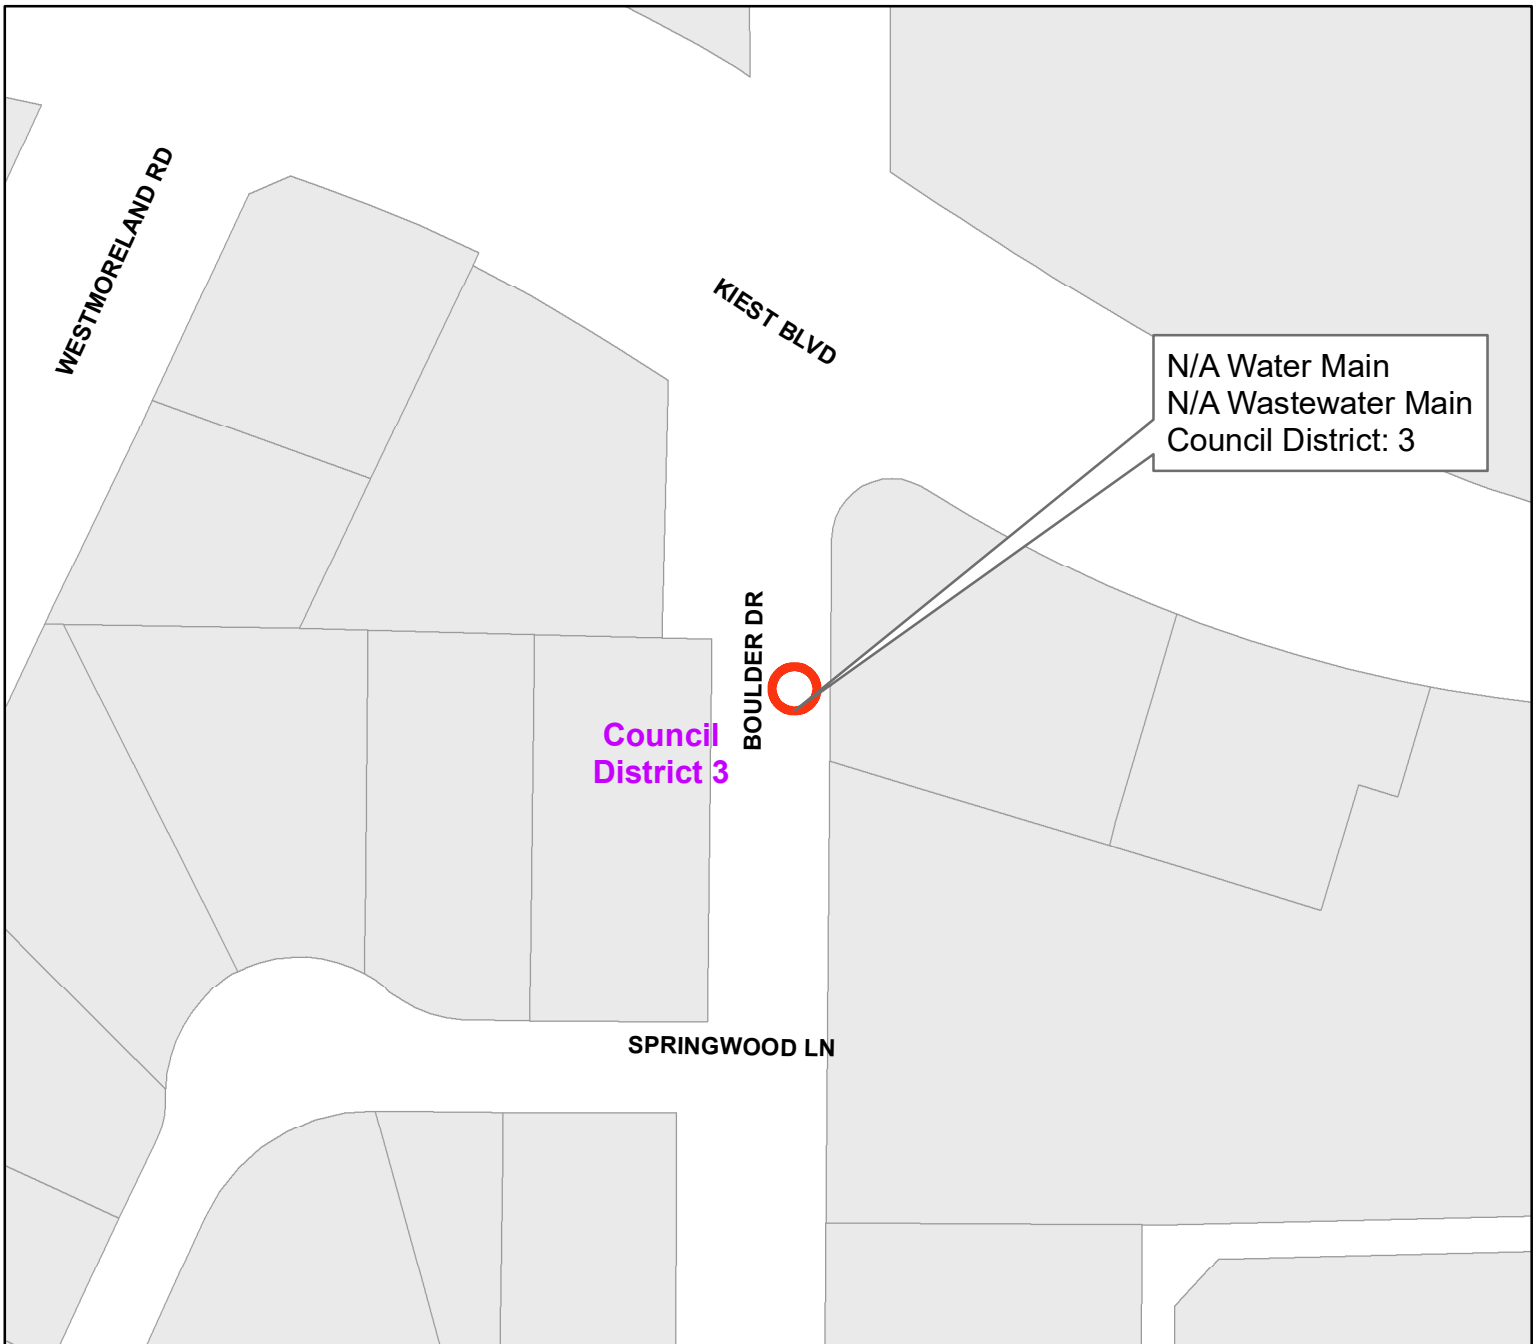 WESTMORELAND RD
KIEST BLVD
N/A Water Main
N/A Wastewater Main
Council District: 3
BOULDER DR
Council
District 3
SPRINGWOOD LN